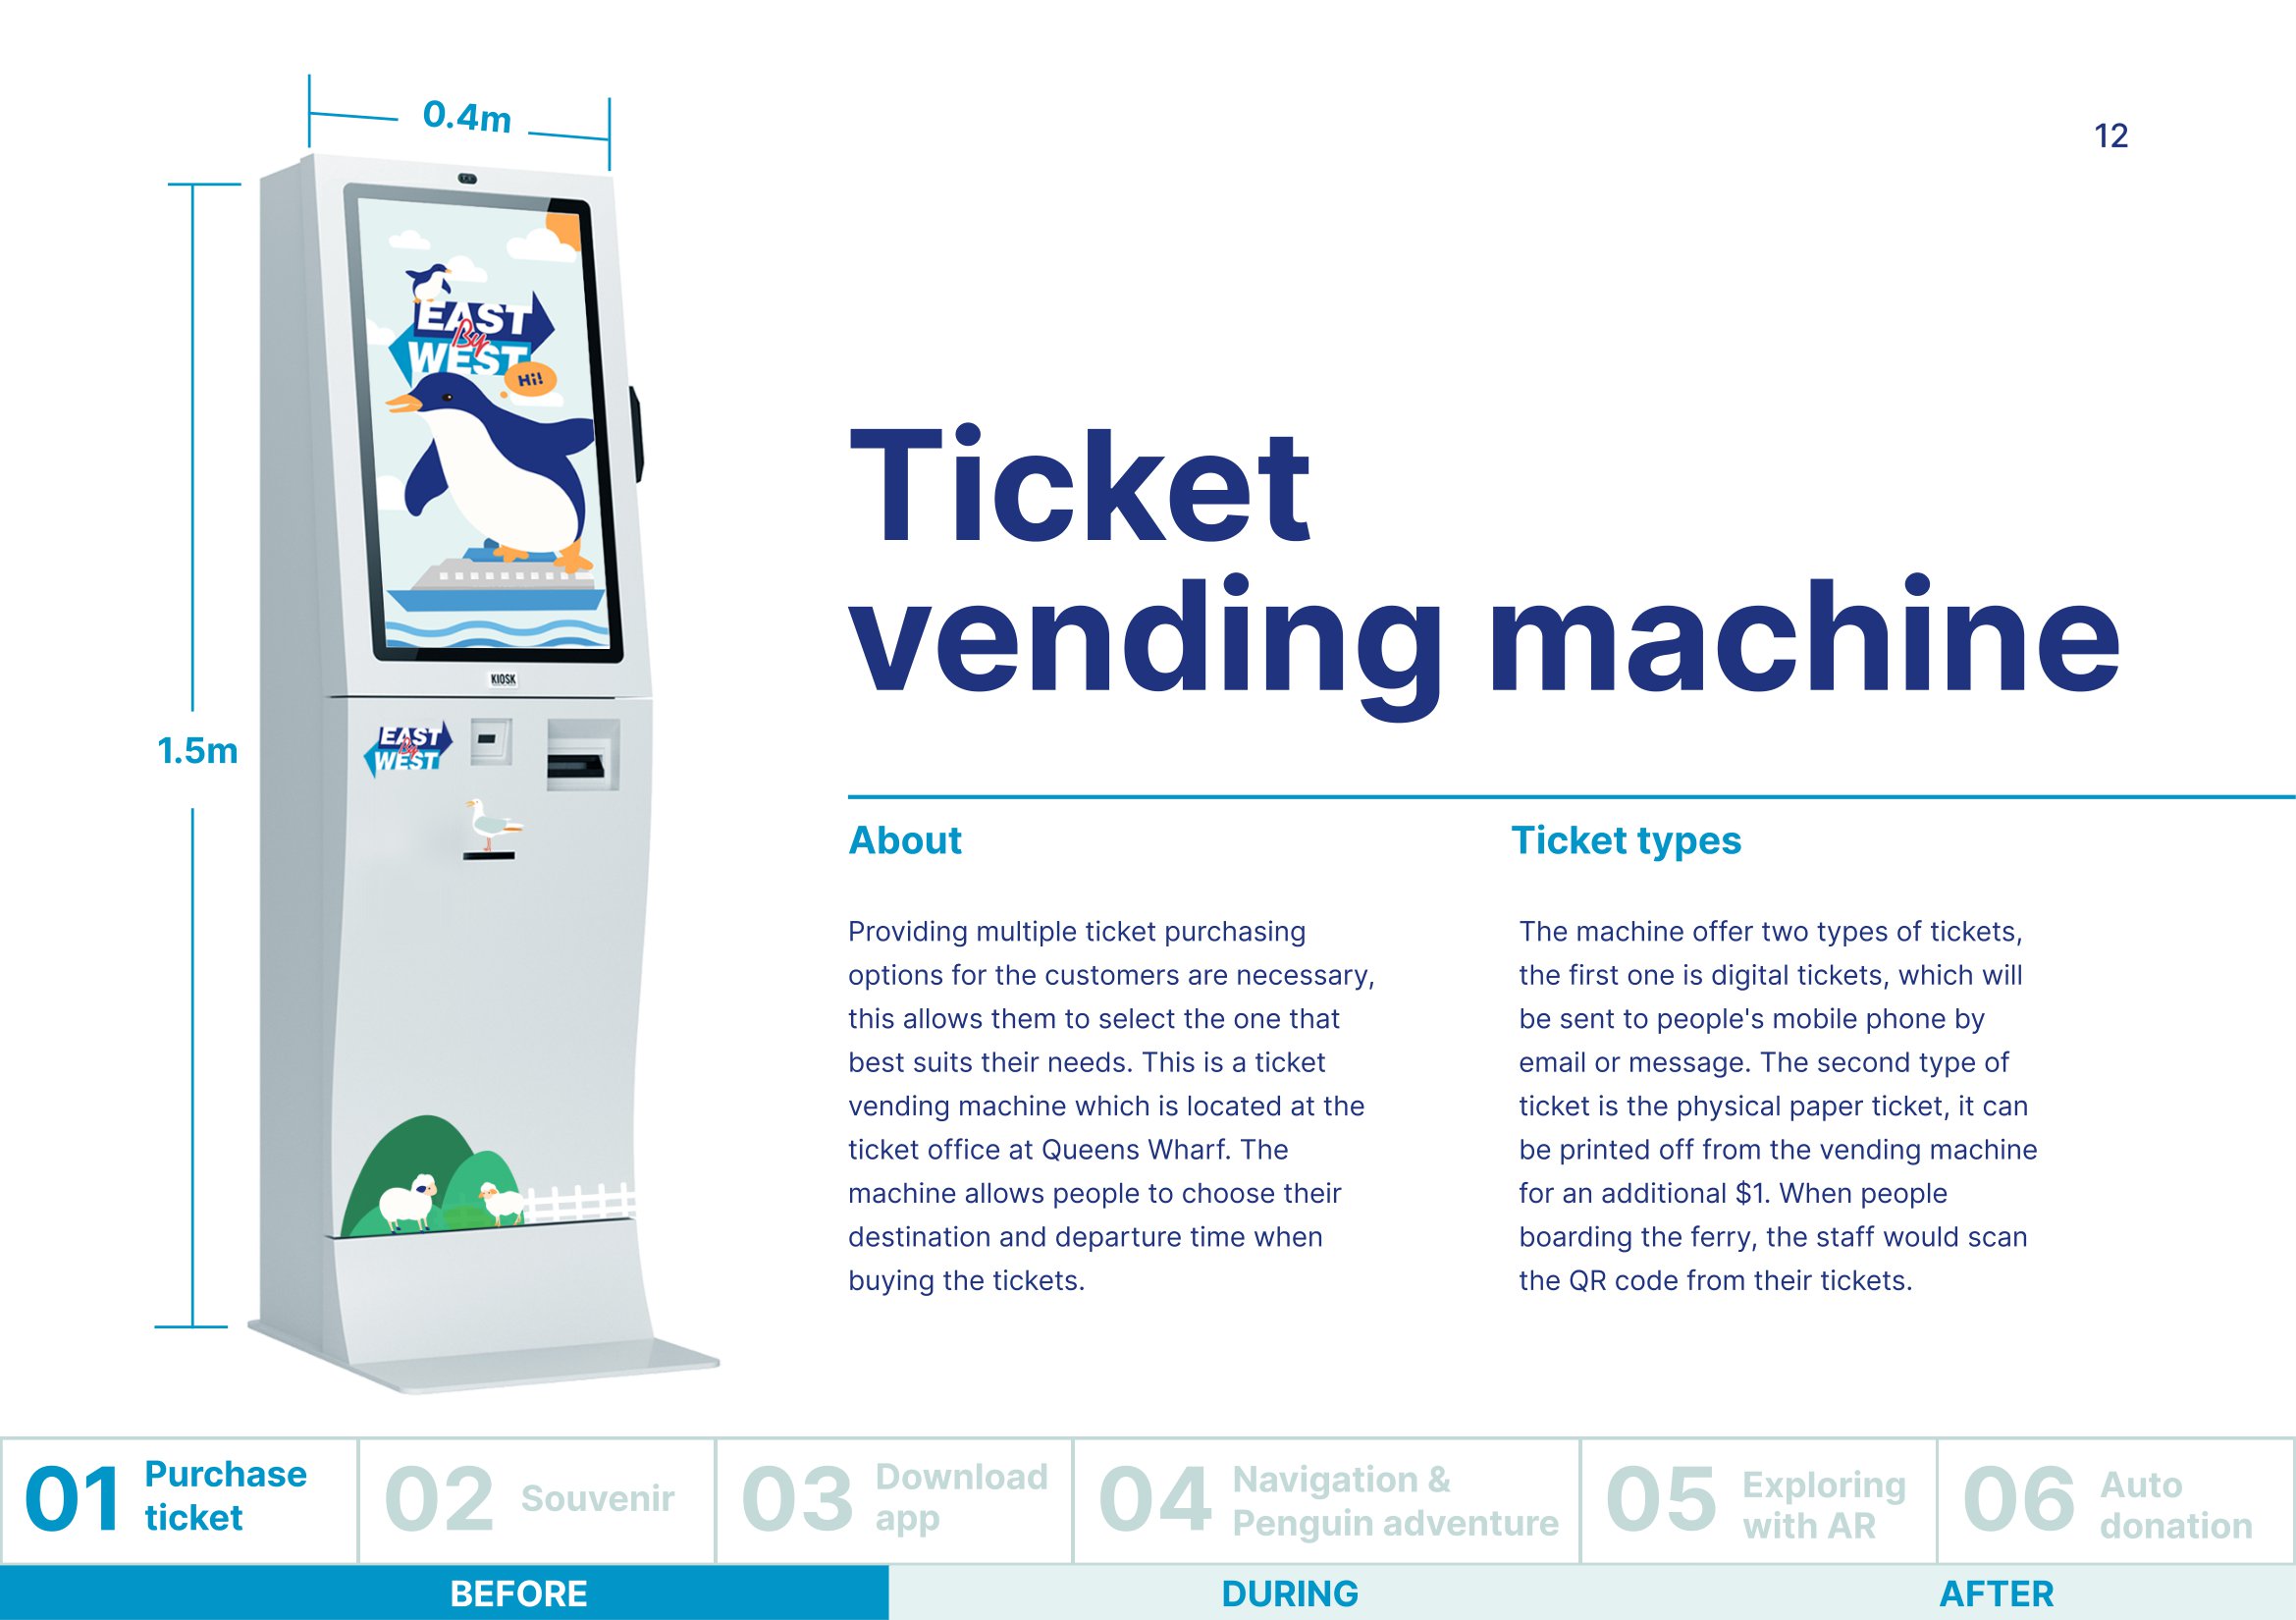 12
0.4m
1.5m
EAST
By
WEST
Hi!
KIOSK
EAST
By
WEST
Ticket
vending machine
About
Providing multiple ticket purchasing
options for the customers are necessary,
this allows them to select the one that
best suits their needs. This is a ticket
vending machine which is located at the
ticket office at Queens Wharf. The
machine allows people to choose their
destination and departure time when
buying the tickets.
Ticket types
The machine offer two types of tickets,
the first one is digital tickets, which will
be sent to people's mobile phone by
email or message. The second type of
ticket is the physical paper ticket, it can
be printed off from the vending machine
for an additional $1. When people
boarding the ferry, the staff would scan
the QR code from their tickets.
01 Purchase
ticket
02 Souvenir
03 Download
app
04 Navigation &
Penguin adventure
05 Exploring
with AR
06 Auto
donation
BEFORE
DURING
AFTER